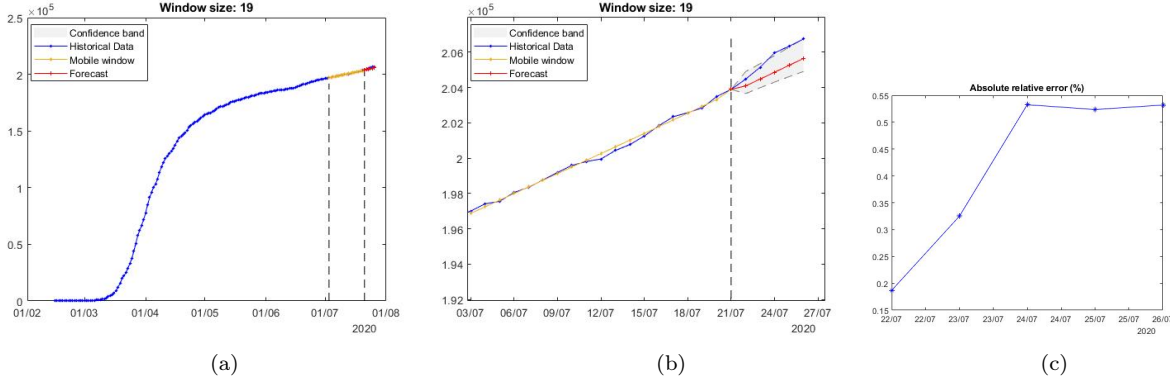 Window size: 19
2.5 ×10⁵
2
1.5
1
0.5
0
Confidence band
Historical Data
Mobile window
Forecast
01/02 01/03 01/04 01/05 01/06 01/07 01/08
2020
(a)
Window size: 19
2.08 ×10⁵
2.06
2.04
2.02
2
1.98
1.96
1.94
1.92
Confidence band
Historical Data
Mobile window
Forecast
03/07 06/07 09/07 12/07 15/07 18/07 21/07 24/07 27/07
2020
(b)
Absolute relative error (%)
0.55
0.5
0.45
0.4
0.35
0.3
0.25
0.2
0.15
22/07 22/07 23/07 23/07 24/07 24/07 25/07 25/07 26/07
2020
(c)